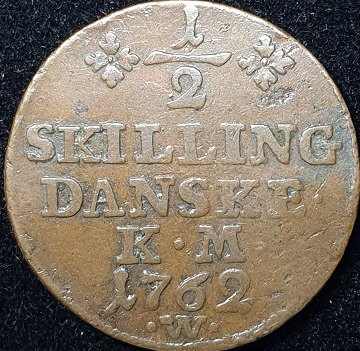 1/2
SKILLING
DANSKE
K · M
1762
· W ·